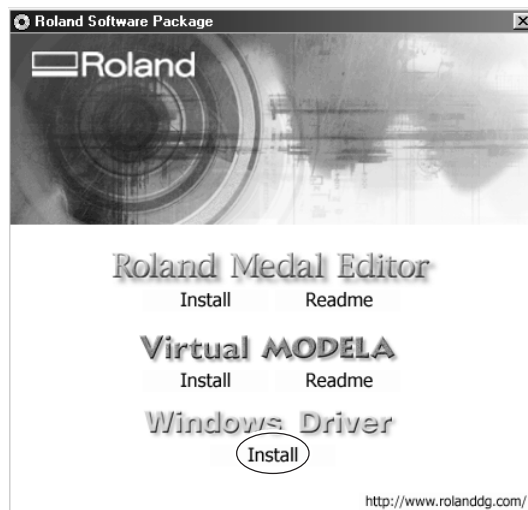 Roland Software Package
Roland
Roland Medal Editor
Install Readme
Virtual MODELA
Install Readme
Windows Driver
Install
http://www.rolanddg.com/